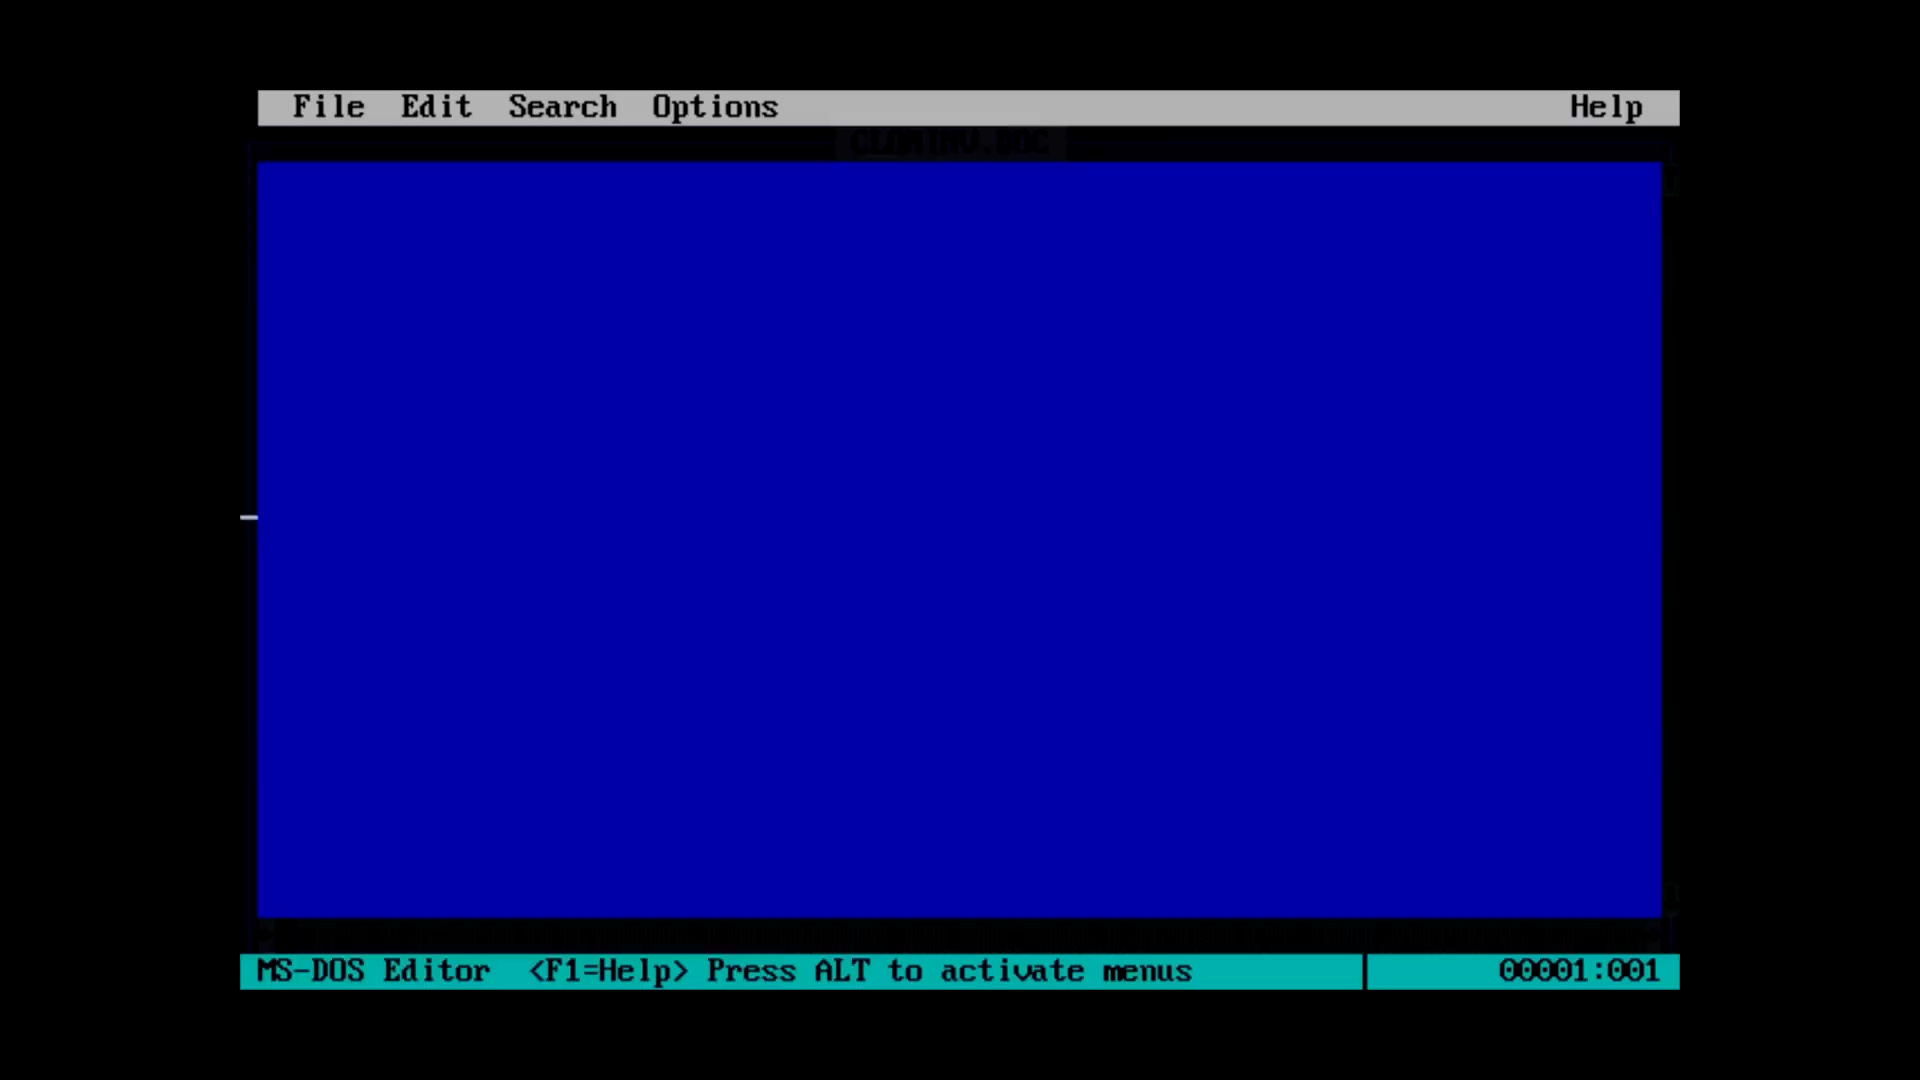 File Edit Search Options Help
MS-DOS Editor <F1=Help> Press ALT to activate menus 00001:001